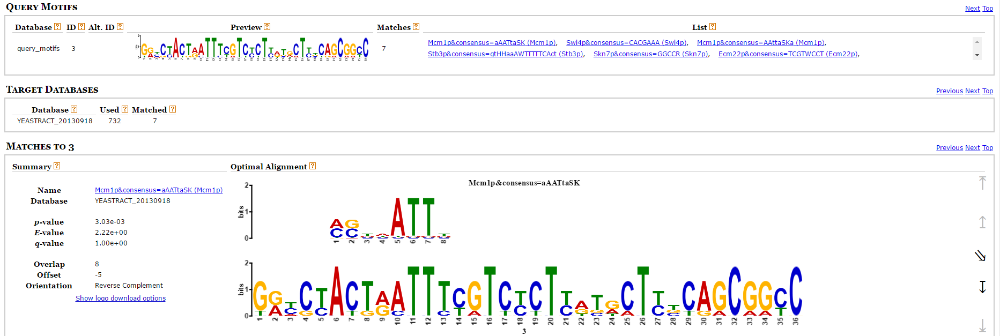 QUERY MOTIFS
Next Top
Database ? ID ? Alt. ID ? Preview ? Matches ? List ?
query_motifs 3 7 Mcm1p&consensus=aAATtaSK (Mcm1p), Swi4p&consensus=CACGAAA (Swi4p), Mcm1p&consensus=AAttaSKa (Mcm1p),
Stb3p&consensus=gtHHaaAWTTTTTCAct (Stb3p), Skn7p&consensus=GGCCR (Skn7p), Ecm22p&consensus=TCGTWCCT (Ecm22p),
TARGET DATABASES
Previous Next Top
Database ? Used ? Matched ?
YEASTRACT_20130918 732 7
MATCHES TO 3
Previous Next Top
Summary ? Optimal Alignment ?
Mcm1p&consensus=aAATtaSK
Name Mcm1p&consensus=aAATtaSK (Mcm1p)
Database YEASTRACT_20130918
p-value 3.03e-03
E-value 2.22e+00
q-value 1.00e+00
Overlap 8
Offset -5
Orientation Reverse Complement
Show logo download options
2
bits 1
0
1 2 3 4 5 6 7 8
2
bits 1
0
1 2 3 4 5 6 7 8 9 10 11 12 13 14 15 16 17 18 19 20 21 22 23 24 25 26 27 28 29 30 31 32 33 34 35 36
3